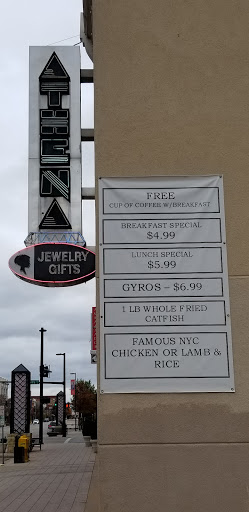 ATHENA
JEWELRY
GIFTS
FREE
CUP OF COFFEE W/BREAKFAST
BREAKFAST SPECIAL
$4.99
LUNCH SPECIAL
$5.99
GYROS – $6.99
1 LB WHOLE FRIED
CATFISH
FAMOUS NYC
CHICKEN OR LAMB &
RICE